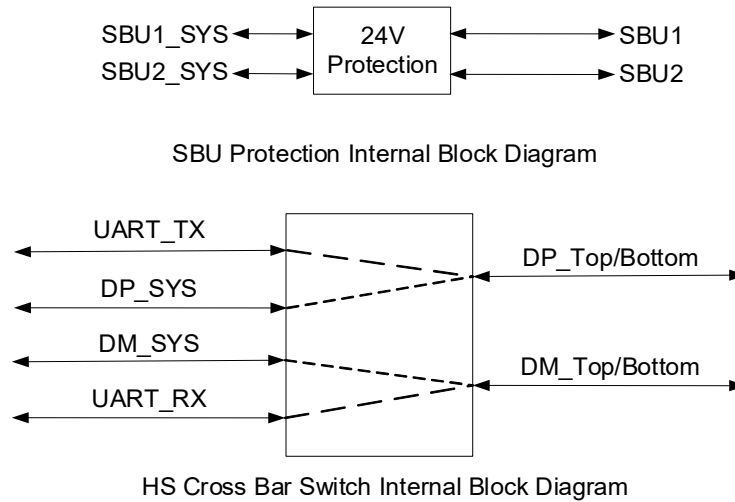 SBU1_SYS
24V
Protection
SBU1
SBU2_SYS
SBU2
SBU Protection Internal Block Diagram
UART_TX
DP_SYS
DP_Top/Bottom
DM_SYS
DM_Top/Bottom
UART_RX
HS Cross Bar Switch Internal Block Diagram